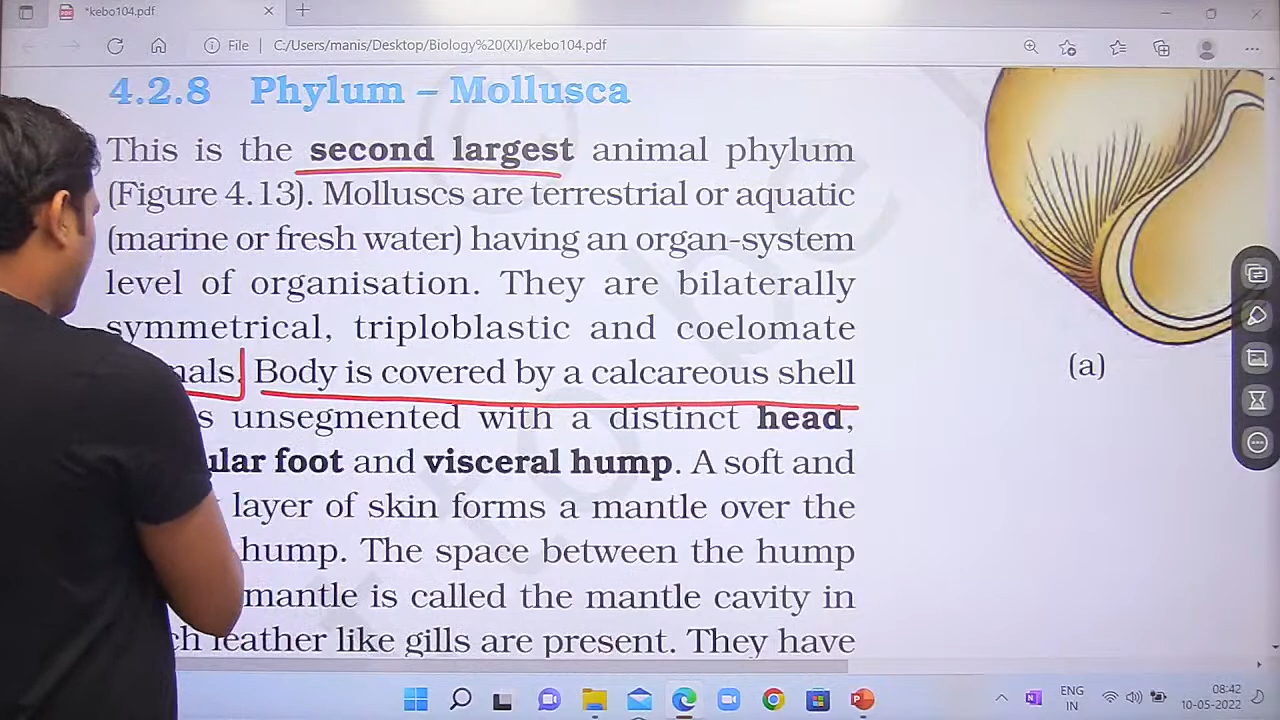 *kebo104.pdf
File | C:/Users/manis/Desktop/Biology%20(XI)/kebo104.pdf
4.2.8 Phylum – Mollusca
This is the second largest animal phylum
(Figure 4.13). Molluscs are terrestrial or aquatic
(marine or fresh water) having an organ-system
level of organisation. They are bilaterally
symmetrical, triploblastic and coelomate
Body is covered by a calcareous shell
unsegmented with a distinct head,
foot and visceral hump. A soft and
layer of skin forms a mantle over the
hump. The space between the hump
mantle is called the mantle cavity in
feather like gills are present. They have
(a)
ENG
IN
08:42
10-05-2022